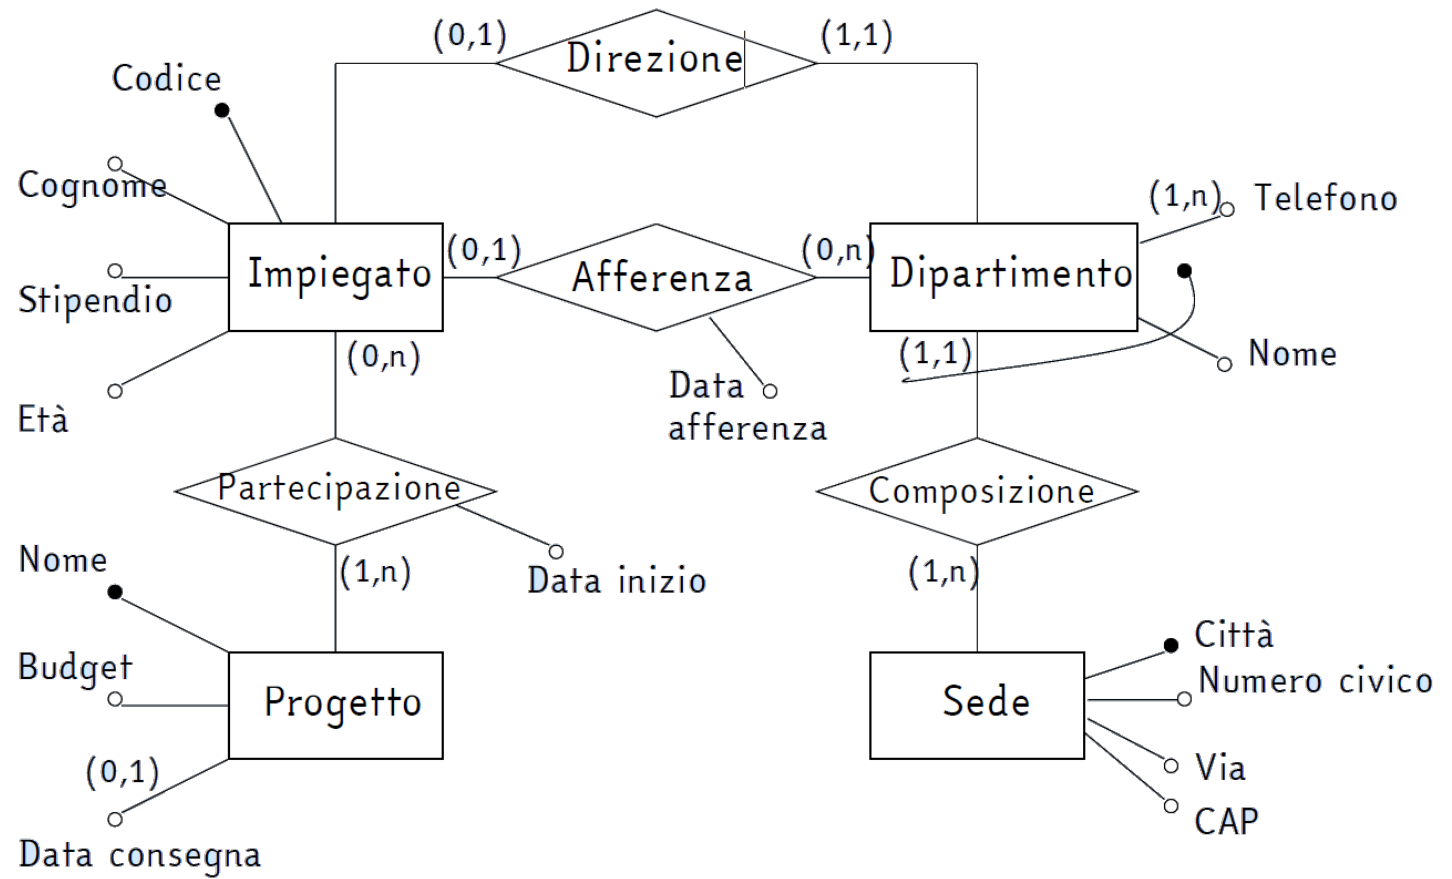 (0,1)
Direzione
(1,1)
Codice
Cognome
(1,n)
Telefono
Impiegato
(0,1)
Afferenza
(0,n)
Dipartimento
Stipendio
(0,n)
(1,1)
Nome
Data
afferenza
Età
Partecipazione
Composizione
Nome
(1,n)
Data inizio
(1,n)
Budget
Città
Numero civico
Progetto
Sede
(0,1)
Via
CAP
Data consegna